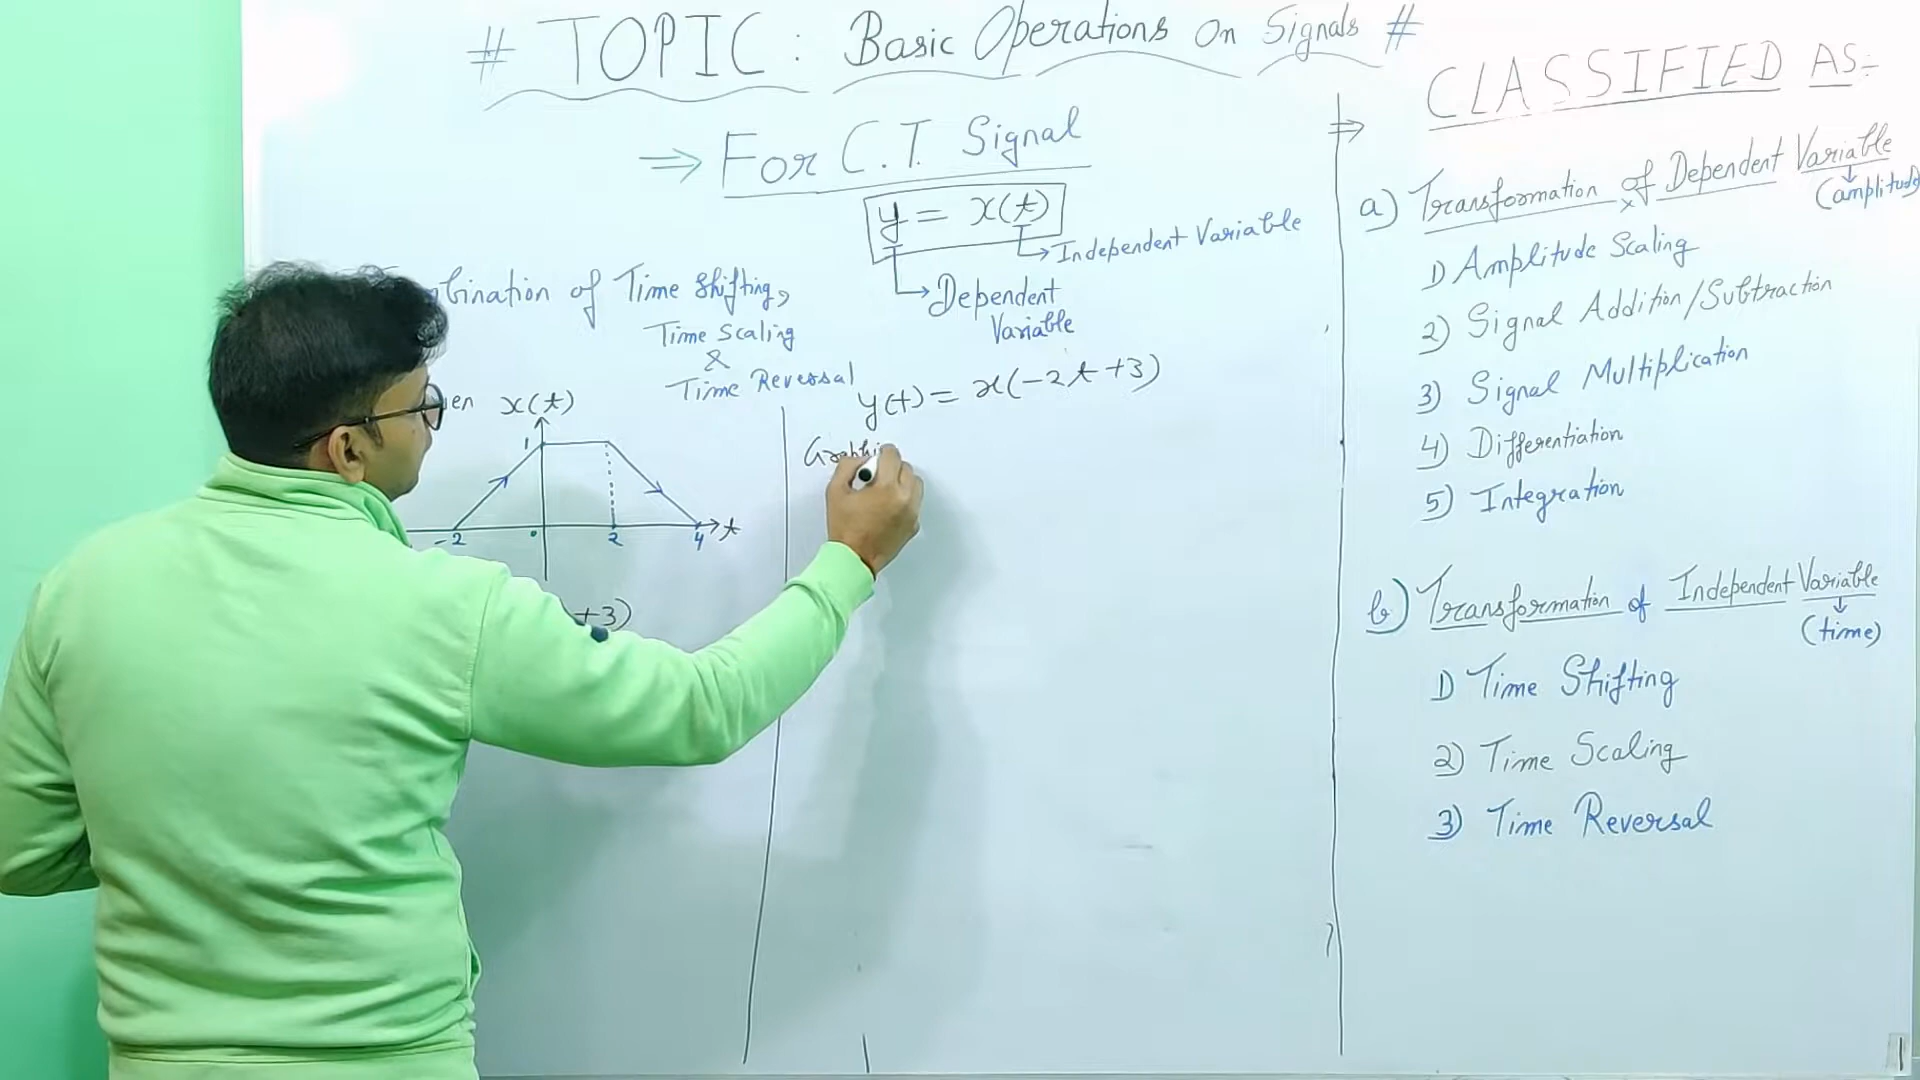 # TOPIC: Basic Operations On Signals #
⇒ For C.T. Signal
y = x(t)
Independent Variable
Dependent
Variable
of Time Shifting,
Time Scaling
&
Time Reversal
x(t)
1
-2 0 2 4 t
+3)
y(t) = x(-2t+3)
⇒ CLASSIFIED AS:-
a) Transformation of Dependent Variable
(amplitude)
1) Amplitude Scaling
2) Signal Addition/Subtraction
3) Signal Multiplication
4) Differentiation
5) Integration
b) Transformation of Independent Variable
(time)
1) Time Shifting
2) Time Scaling
3) Time Reversal